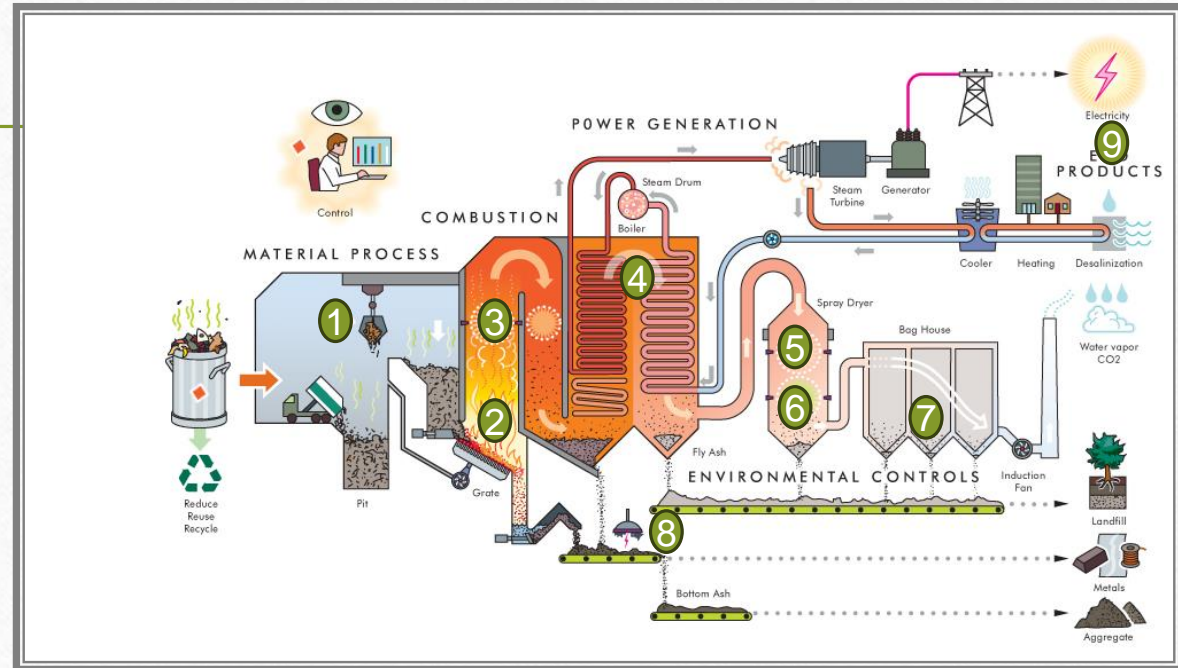 POWER GENERATION
Electricity
9
E
PRODUCTS
Steam Drum
Boiler
Steam
Turbine
Generator
Control
COMBUSTION
MATERIAL PROCESS
Cooler
Heating
Desalinization
4
1
3
Spray Dryer
Bag House
Water vapor
CO2
5
6
2
7
Fly Ash
ENVIRONMENTAL CONTROLS
Induction
Fan
Grate
Pit
Reduce
Reuse
Recycle
Landfill
8
Metals
Bottom Ash
Aggregate